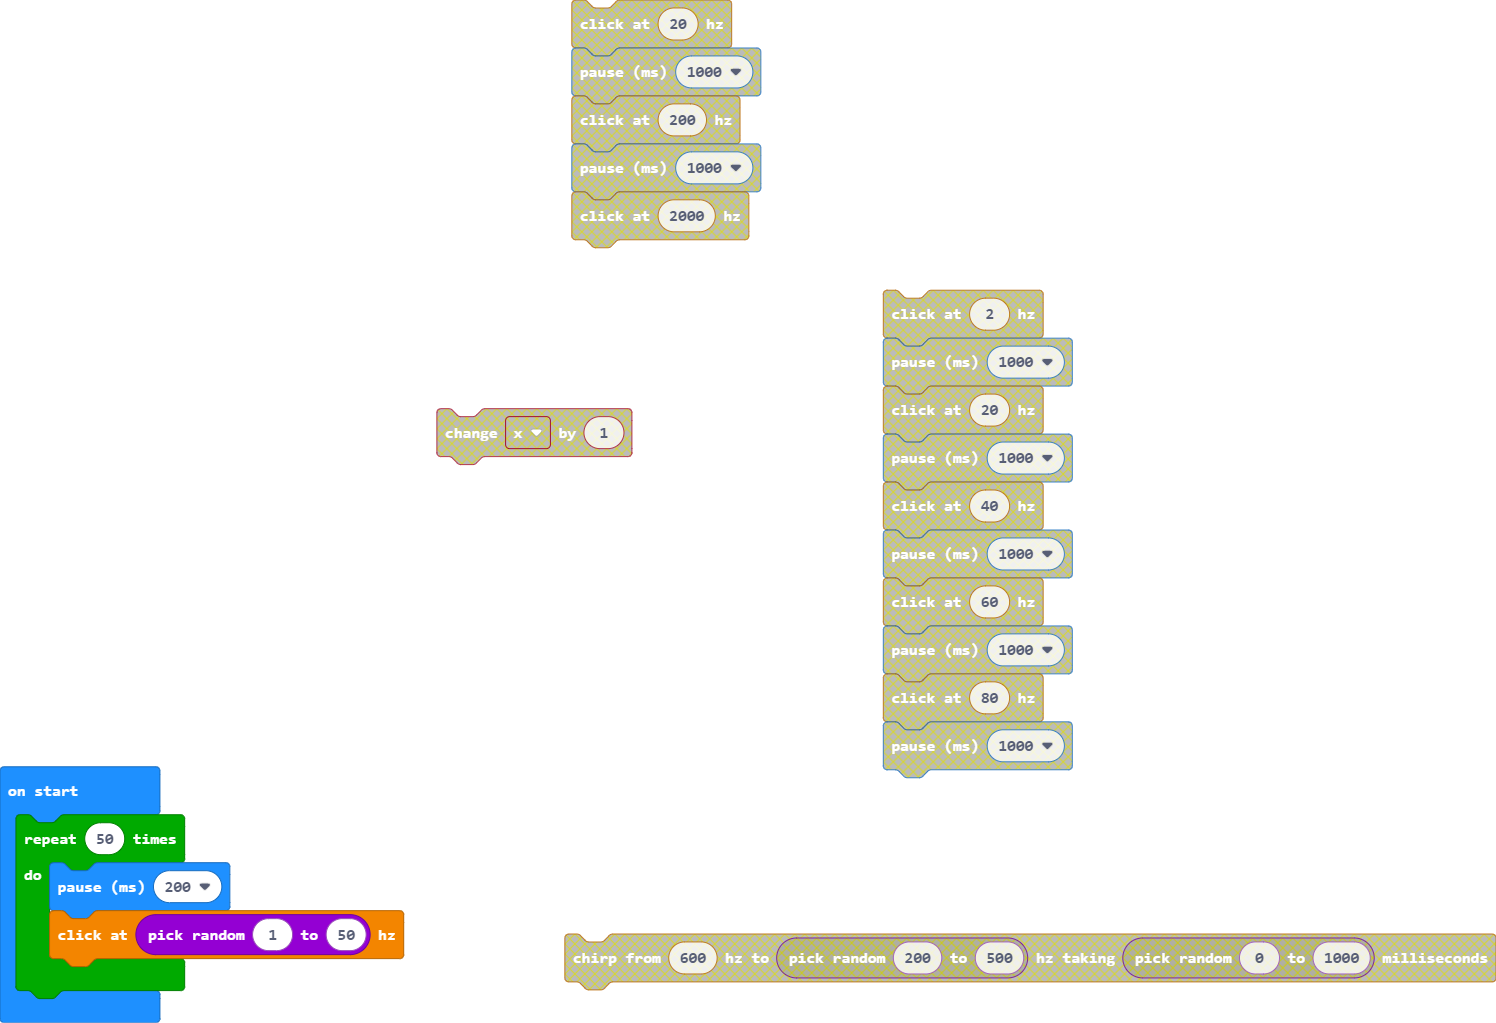 click at 20 hz
pause (ms) 1000
click at 200 hz
pause (ms) 1000
click at 2000 hz
click at 2 hz
pause (ms) 1000
click at 20 hz
pause (ms) 1000
click at 40 hz
pause (ms) 1000
click at 60 hz
pause (ms) 1000
click at 80 hz
pause (ms) 1000
change x by 1
on start
repeat 50 times
do
pause (ms) 200
click at pick random 1 to 50 hz
chirp from 600 hz to pick random 200 to 500 hz taking pick random 0 to 1000 milliseconds